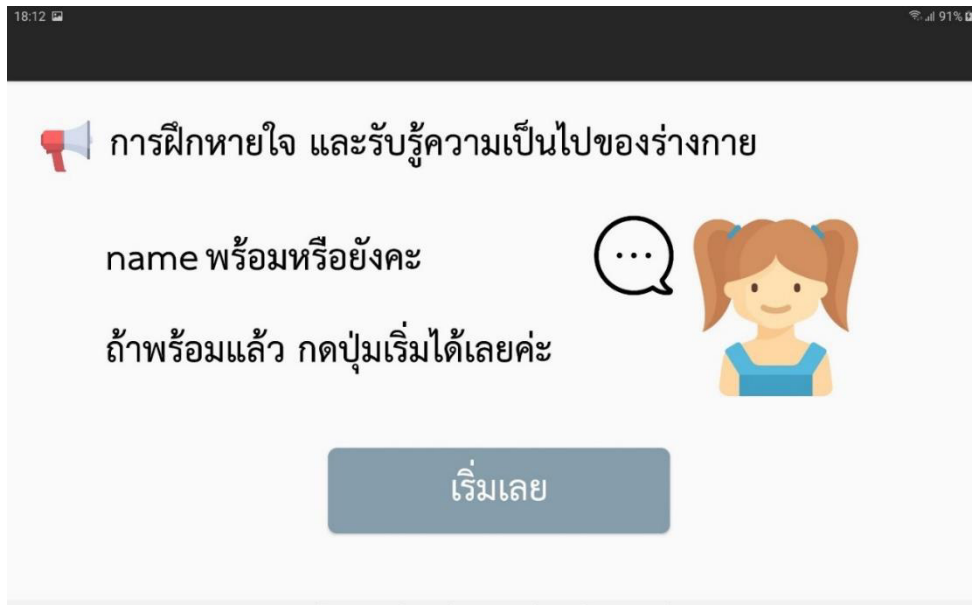 18:12 91%
การฝึกหายใจ และรับรู้ความเป็นไปของร่างกาย
name พร้อมหรือยังคะ
ถ้าพร้อมแล้ว กดปุ่มเริ่มได้เลยค่ะ
เริ่มเลย